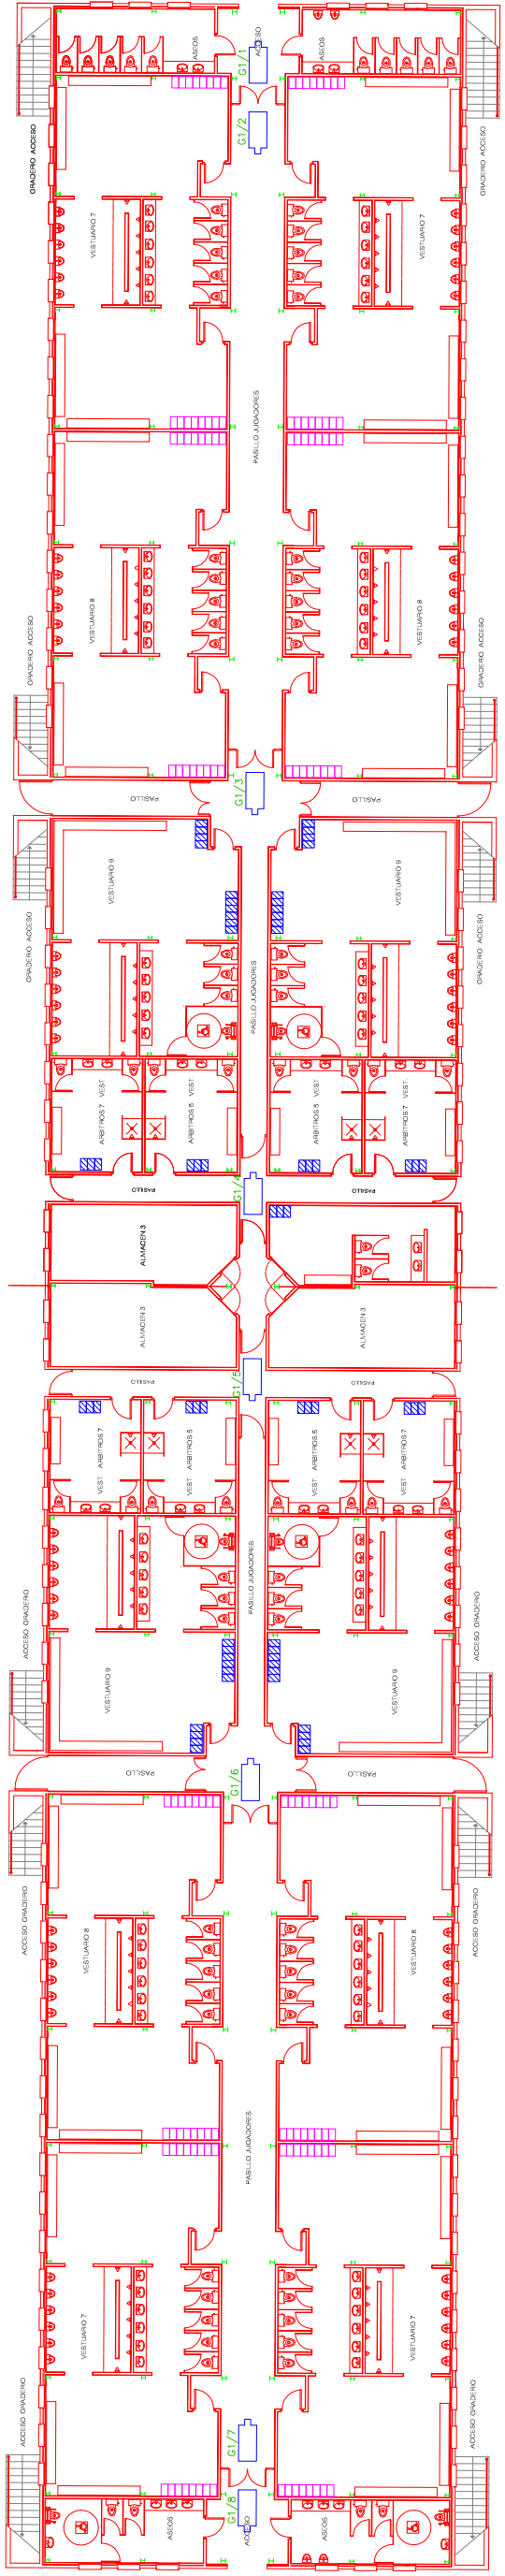 ASEOS
G1/1
ACCESO
ASEOS
GRADERIO ACCESO
G1/2
GRADERIO ACCESO
VESTUARIO 7
VESTUARIO 7
PASILLO JUGADORES
VESTUARIO 8
VESTUARIO 8
GRADERIO ACCESO
GRADERIO ACCESO
PASILLO
G1/3
PASILLO
VESTUARIO 9
VESTUARIO 9
GRADERIO ACCESO
PASILLO JUGADORES
GRADERIO ACCESO
ARBITROS 7 VEST.
ARBITROS 5 VEST.
ARBITROS 5 VEST.
ARBITROS 7 VEST.
PASILLO
PASILLO
G1/4
PASILLO
ALMACEN 3
ALMACEN 3
ALMACEN 3
PASILLO
G1/5
PASILLO
VEST. ARBITROS 7
VEST. ARBITROS 5
VEST. ARBITROS 5
VEST. ARBITROS 7
ACCESO GRADERIO
PASILLO JUGADORES
ACCESO GRADERIO
VESTUARIO 9
VESTUARIO 9
PASILLO
G1/6
PASILLO
ACCESO GRADERIO
VESTUARIO 8
VESTUARIO 8
ACCESO GRADERIO
PASILLO JUGADORES
VESTUARIO 7
VESTUARIO 7
ACCESO GRADERIO
G1/7
ACCESO GRADERIO
ASEOS
G1/8
ACCESO
ASEOS